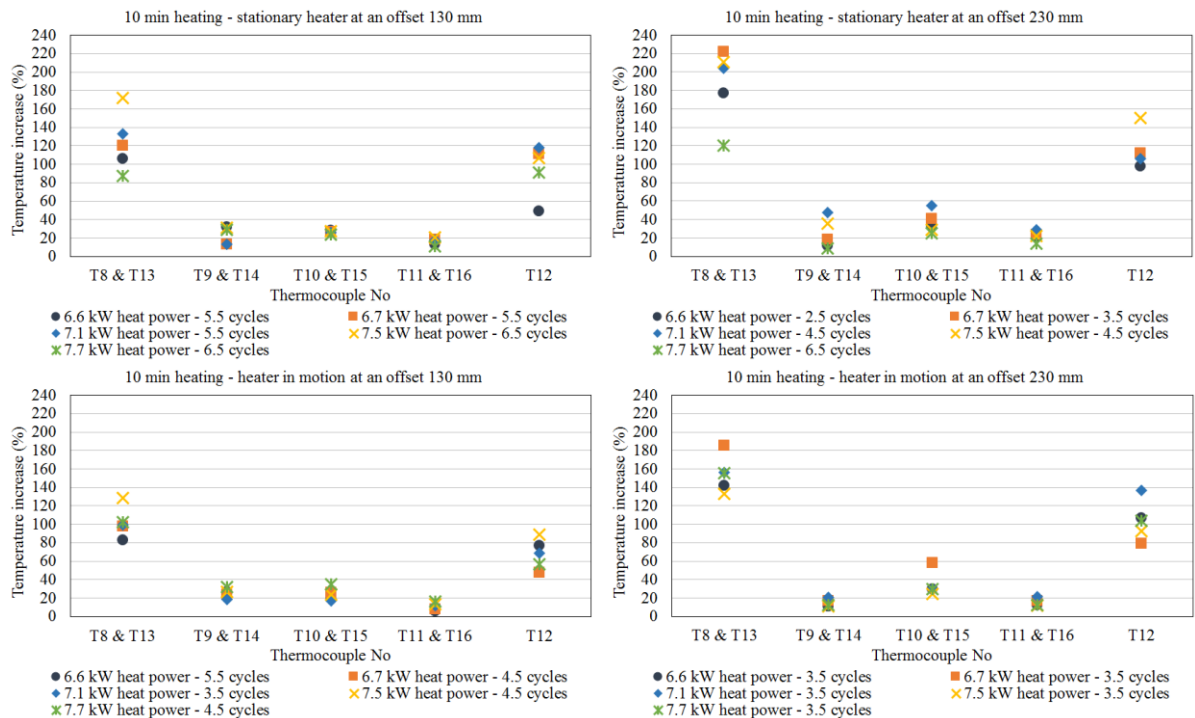 10 min heating - stationary heater at an offset 130 mm
Temperature increase (%)
240
220
200
180
160
140
120
100
80
60
40
20
0
T8 & T13 T9 & T14 T10 & T15 T11 & T16 T12
Thermocouple No
6.6 kW heat power - 5.5 cycles 6.7 kW heat power - 5.5 cycles
7.1 kW heat power - 5.5 cycles 7.5 kW heat power - 6.5 cycles
7.7 kW heat power - 6.5 cycles
10 min heating - stationary heater at an offset 230 mm
Temperature increase (%)
240
220
200
180
160
140
120
100
80
60
40
20
0
T8 & T13 T9 & T14 T10 & T15 T11 & T16 T12
Thermocouple No
6.6 kW heat power - 2.5 cycles 6.7 kW heat power - 3.5 cycles
7.1 kW heat power - 4.5 cycles 7.5 kW heat power - 4.5 cycles
7.7 kW heat power - 6.5 cycles
10 min heating - heater in motion at an offset 130 mm
Temperature increase (%)
240
220
200
180
160
140
120
100
80
60
40
20
0
T8 & T13 T9 & T14 T10 & T15 T11 & T16 T12
Thermocouple No
6.6 kW heat power - 5.5 cycles 6.7 kW heat power - 4.5 cycles
7.1 kW heat power - 3.5 cycles 7.5 kW heat power - 4.5 cycles
7.7 kW heat power - 4.5 cycles
10 min heating - heater in motion at an offset 230 mm
Temperature increase (%)
240
220
200
180
160
140
120
100
80
60
40
20
0
T8 & T13 T9 & T14 T10 & T15 T11 & T16 T12
Thermocouple No
6.6 kW heat power - 3.5 cycles 6.7 kW heat power - 3.5 cycles
7.1 kW heat power - 3.5 cycles 7.5 kW heat power - 3.5 cycles
7.7 kW heat power - 3.5 cycles